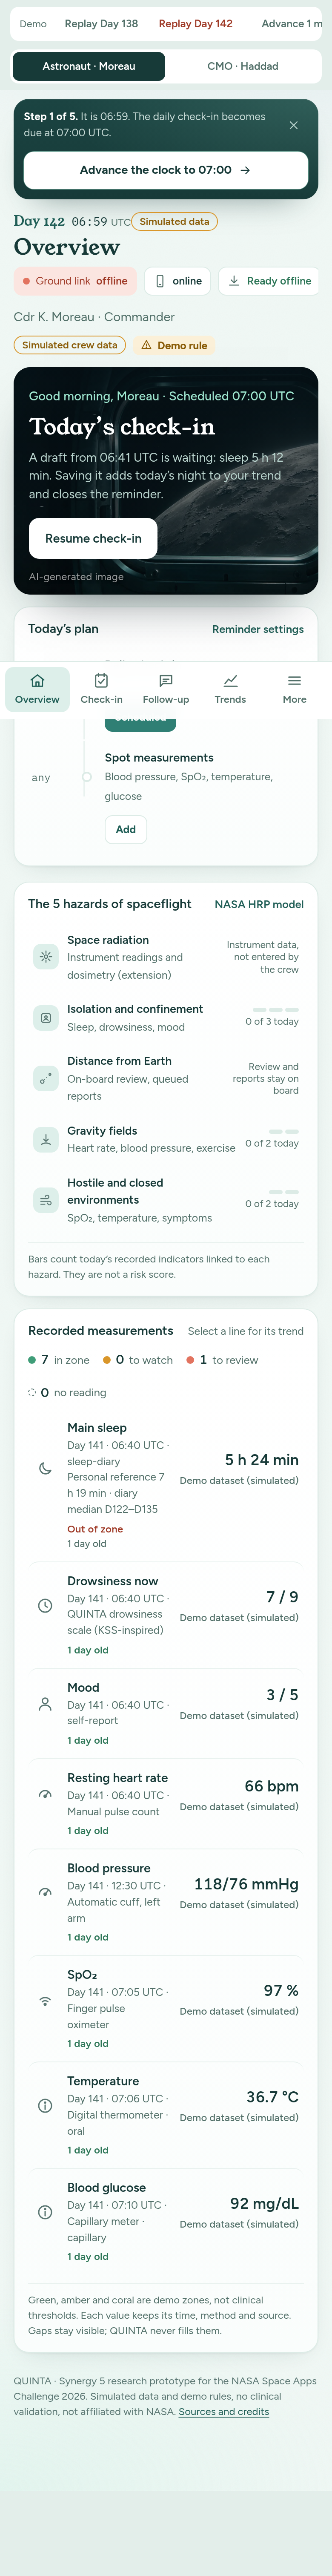 Demo Replay Day 138 Replay Day 142 Advance 1 m
Astronaut · Moreau CMO · Haddad
Step 1 of 5. It is 06:59. The daily check-in becomes
due at 07:00 UTC.
Advance the clock to 07:00 →
Day 142 06:59 UTC Simulated data
Overview
Ground link offline online Ready offline
Cdr K. Moreau · Commander
Simulated crew data Demo rule
Good morning, Moreau · Scheduled 07:00 UTC
Today's check-in
A draft from 06:41 UTC is waiting: sleep 5 h 12
min. Saving it adds today's night to your trend
and closes the reminder.
Resume check-in
AI-generated image
Today's plan Reminder settings
Overview Check-in Follow-up Trends More
Scheduled
Spot measurements
any Blood pressure, SpO₂, temperature,
glucose
Add
The 5 hazards of spaceflight NASA HRP model
Space radiation
Instrument readings and
dosimetry (extension)
Instrument data,
not entered by
the crew
Isolation and confinement
Sleep, drowsiness, mood
0 of 3 today
Distance from Earth
On-board review, queued
reports
Review and
reports stay on
board
Gravity fields
Heart rate, blood pressure, exercise
0 of 2 today
Hostile and closed
environments
SpO₂, temperature, symptoms
0 of 2 today
Bars count today's recorded indicators linked to each
hazard. They are not a risk score.
Recorded measurements Select a line for its trend
7 in zone 0 to watch 1 to review
0 no reading
Main sleep
Day 141 · 06:40 UTC ·
sleep-diary
Personal reference 7
h 19 min · diary
median D122–D135
Out of zone
1 day old
5 h 24 min
Demo dataset (simulated)
Drowsiness now
Day 141 · 06:40 UTC ·
QUINTA drowsiness
scale (KSS-inspired)
1 day old
7 / 9
Demo dataset (simulated)
Mood
Day 141 · 06:40 UTC ·
self-report
1 day old
3 / 5
Demo dataset (simulated)
Resting heart rate
Day 141 · 06:40 UTC ·
Manual pulse count
1 day old
66 bpm
Demo dataset (simulated)
Blood pressure
Day 141 · 12:30 UTC ·
Automatic cuff, left
arm
1 day old
118/76 mmHg
Demo dataset (simulated)
SpO₂
Day 141 · 07:05 UTC ·
Finger pulse
oximeter
1 day old
97 %
Demo dataset (simulated)
Temperature
Day 141 · 07:06 UTC ·
Digital thermometer ·
oral
1 day old
36.7 °C
Demo dataset (simulated)
Blood glucose
Day 141 · 07:10 UTC ·
Capillary meter ·
capillary
1 day old
92 mg/dL
Demo dataset (simulated)
Green, amber and coral are demo zones, not clinical
thresholds. Each value keeps its time, method and source.
Gaps stay visible; QUINTA never fills them.
QUINTA · Synergy 5 research prototype for the NASA Space Apps
Challenge 2026. Simulated data and demo rules, no clinical
validation, not affiliated with NASA. Sources and credits